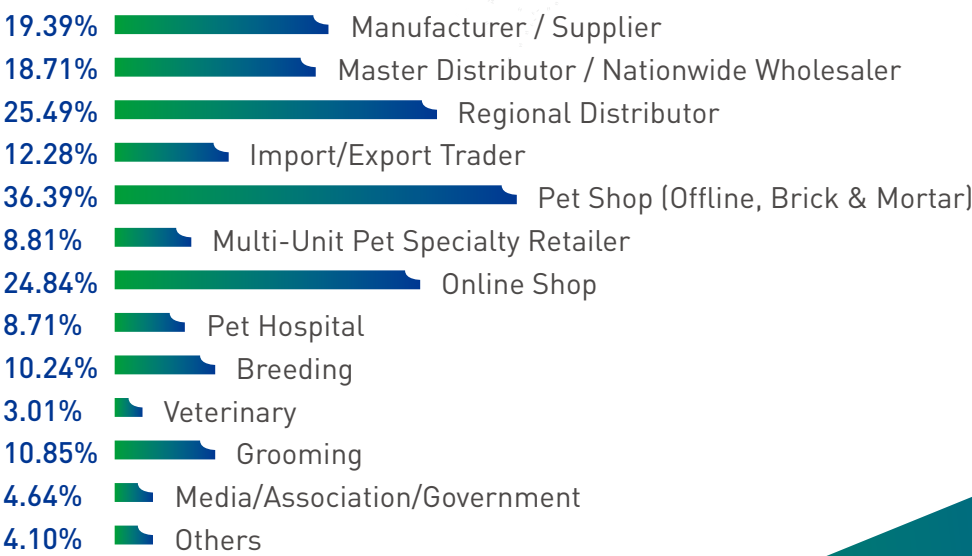 19.39% Manufacturer / Supplier
18.71% Master Distributor / Nationwide Wholesaler
25.49% Regional Distributor
12.28% Import/Export Trader
36.39% Pet Shop (Offline, Brick & Mortar)
8.81% Multi-Unit Pet Specialty Retailer
24.84% Online Shop
8.71% Pet Hospital
10.24% Breeding
3.01% Veterinary
10.85% Grooming
4.64% Media/Association/Government
4.10% Others